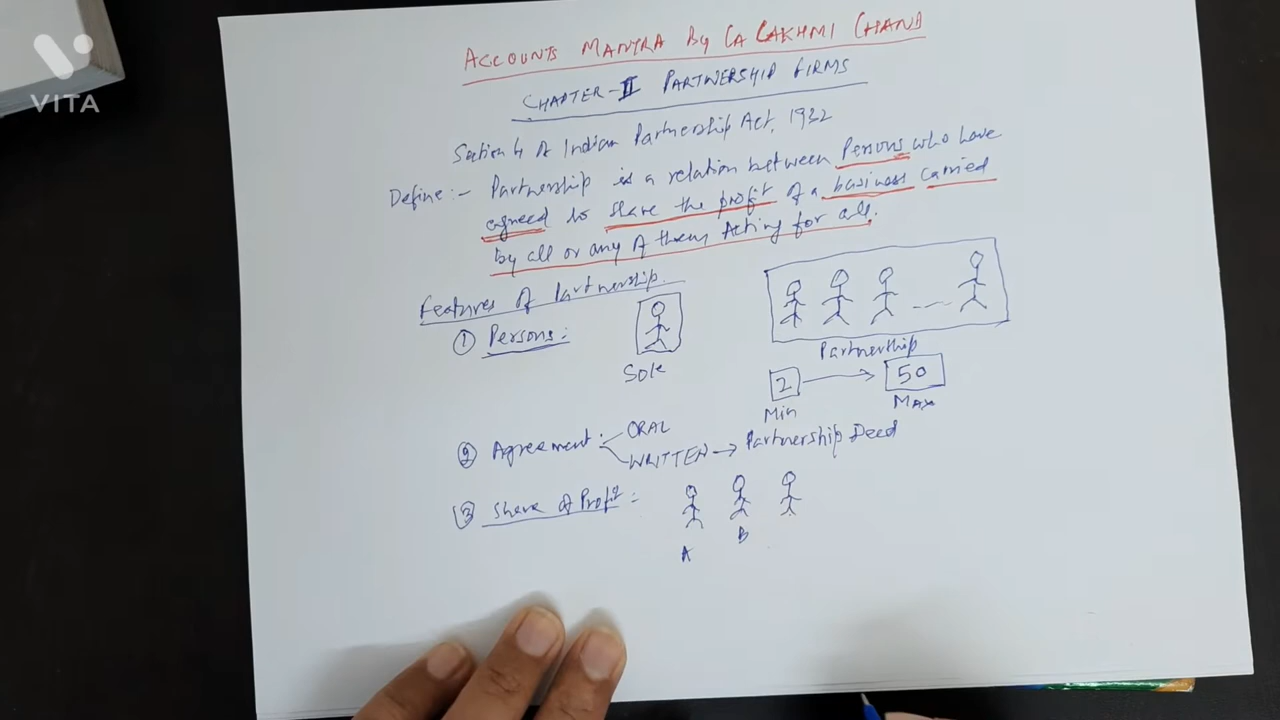 VITA
ACCOUNTS MANTRA By CA LAKHMI CHAND
CHAPTER-II PARTNERSHIP FIRMS
Section 4 of Indian Partnership Act, 1932
Define:- Partnership is a relation between Persons who have
agreed to share the profit of a business carried
by all or any of them Acting for all.
Features of Partnership.
① Persons:
Sole
Partnership
2 → 50
Min Max
② Agreement: ORAL
WRITTEN → Partnership Deed
③ Share of Profit:
A B